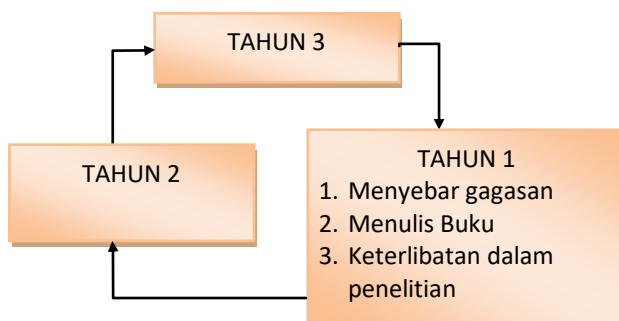 TAHUN 3
TAHUN 2
TAHUN 1
1. Menyebar gagasan
2. Menulis Buku
3. Keterlibatan dalam
penelitian